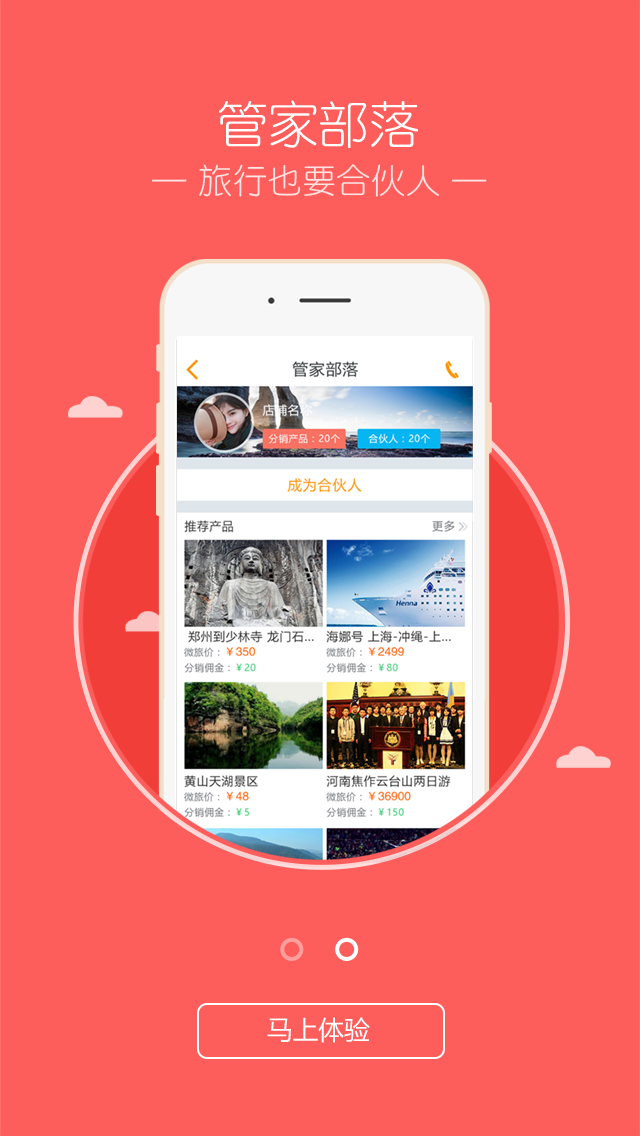 管家部落
— 旅行也要合伙人 —
管家部落
店铺名称
分销产品：20个 合伙人：20个
成为合伙人
推荐产品 更多
Henna
郑州到少林寺 龙门石... 海娜号 上海-冲绳-上...
微旅价：¥350 微旅价：¥2499
分销佣金：¥20 分销佣金：¥80
黄山天湖景区 河南焦作云台山两日游
微旅价：¥48 微旅价：¥36900
分销佣金：¥5 分销佣金：¥150
马上体验